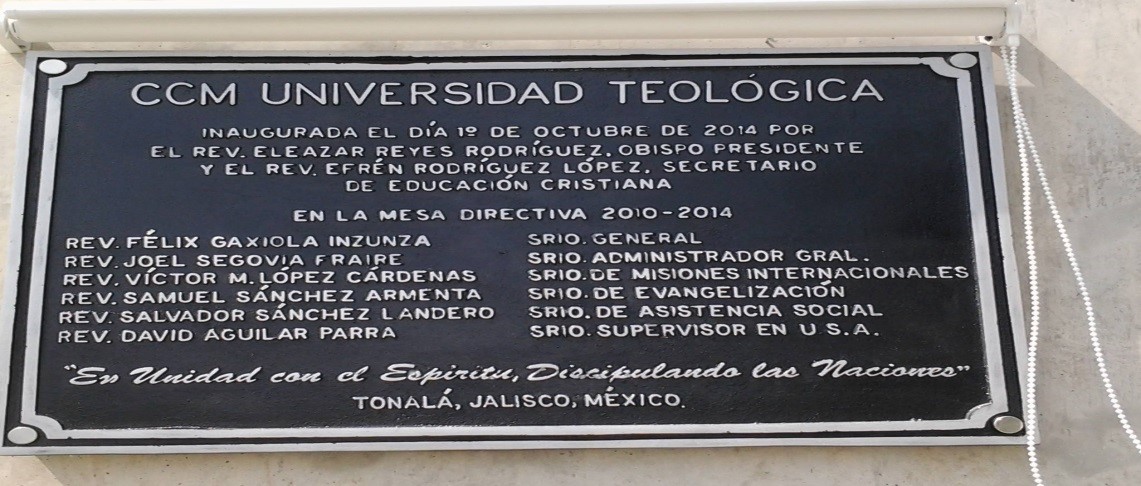 CCM UNIVERSIDAD TEOLÓGICA
INAUGURADA EL DÍA 1º DE OCTUBRE DE 2014 POR
EL REV. ELEAZAR REYES RODRÍGUEZ, OBISPO PRESIDENTE
Y EL REV. EFRÉN RODRÍGUEZ LÓPEZ, SECRETARIO
DE EDUCACIÓN CRISTIANA
EN LA MESA DIRECTIVA 2010-2014
REV. FÉLIX GAXIOLA INZUNZA SRIO. GENERAL
REV. JOEL SEGOVIA FRAIRE SRIO. ADMINISTRADOR GRAL.
REV. VÍCTOR M. LÓPEZ CÁRDENAS SRIO. DE MISIONES INTERNACIONALES
REV. SAMUEL SÁNCHEZ ARMENTA SRIO. DE EVANGELIZACIÓN
REV. SALVADOR SÁNCHEZ LANDERO SRIO. DE ASISTENCIA SOCIAL
REV. DAVID AGUILAR PARRA SRIO. SUPERVISOR EN U.S.A.
"En Unidad con el Espiritu, Discipulando las Naciones"
TONALÁ, JALISCO, MÉXICO.